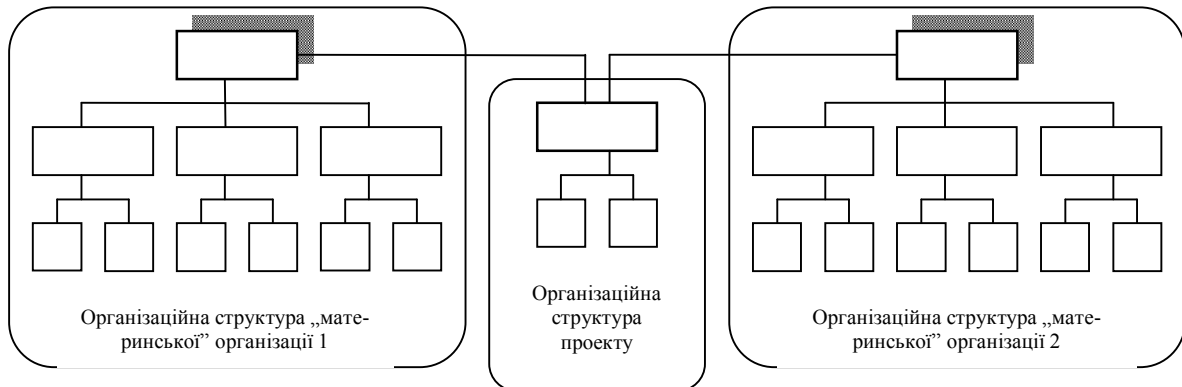 Організаційна структура „мате-
ринської” організації 1
Організаційна
структура
проекту
Організаційна структура „мате-
ринської” організації 2